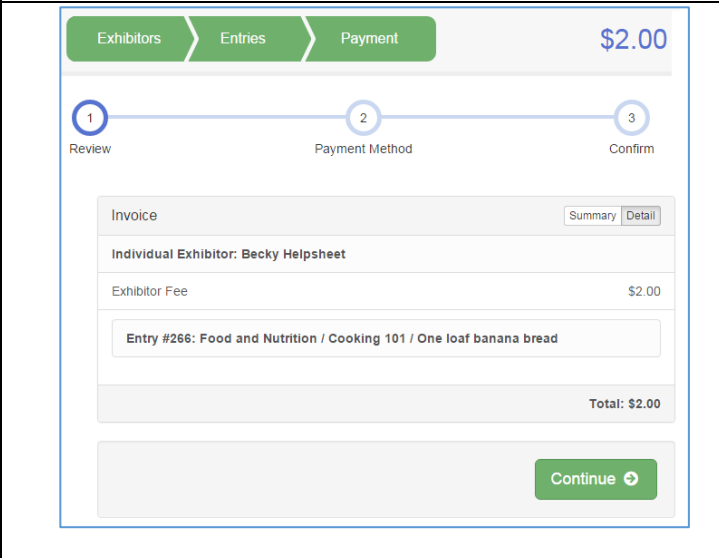 Exhibitors Entries Payment $2.00
1 2 3
Review Payment Method Confirm
Invoice Summary Detail
Individual Exhibitor: Becky Helpsheet
Exhibitor Fee $2.00
Entry #266: Food and Nutrition / Cooking 101 / One loaf banana bread
Total: $2.00
Continue